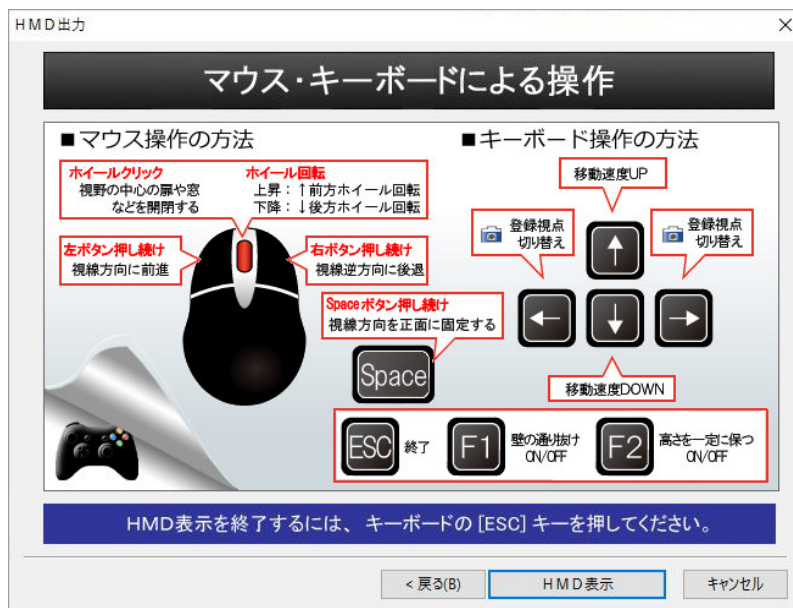 HMD出力
マウス・キーボードによる操作
■マウス操作の方法
ホイールクリック
視野の中心の扉や窓
などを開閉する
ホイール回転
上昇：↑前方ホイール回転
下降：↓後方ホイール回転
左ボタン押し続け
視線方向に前進
右ボタン押し続け
視線逆方向に後退
■キーボード操作の方法
移動速度UP
登録視点
切り替え
登録視点
切り替え
↑
←
↓
→
移動速度DOWN
Spaceボタン押し続け
視線方向を正面に固定する
Space
ESC
終了
F1
壁の通り抜け
ON/OFF
F2
高さを一定に保つ
ON/OFF
HMD表示を終了するには、キーボードの[ESC]キーを押してください。
< 戻る(B)
HMD表示
キャンセル